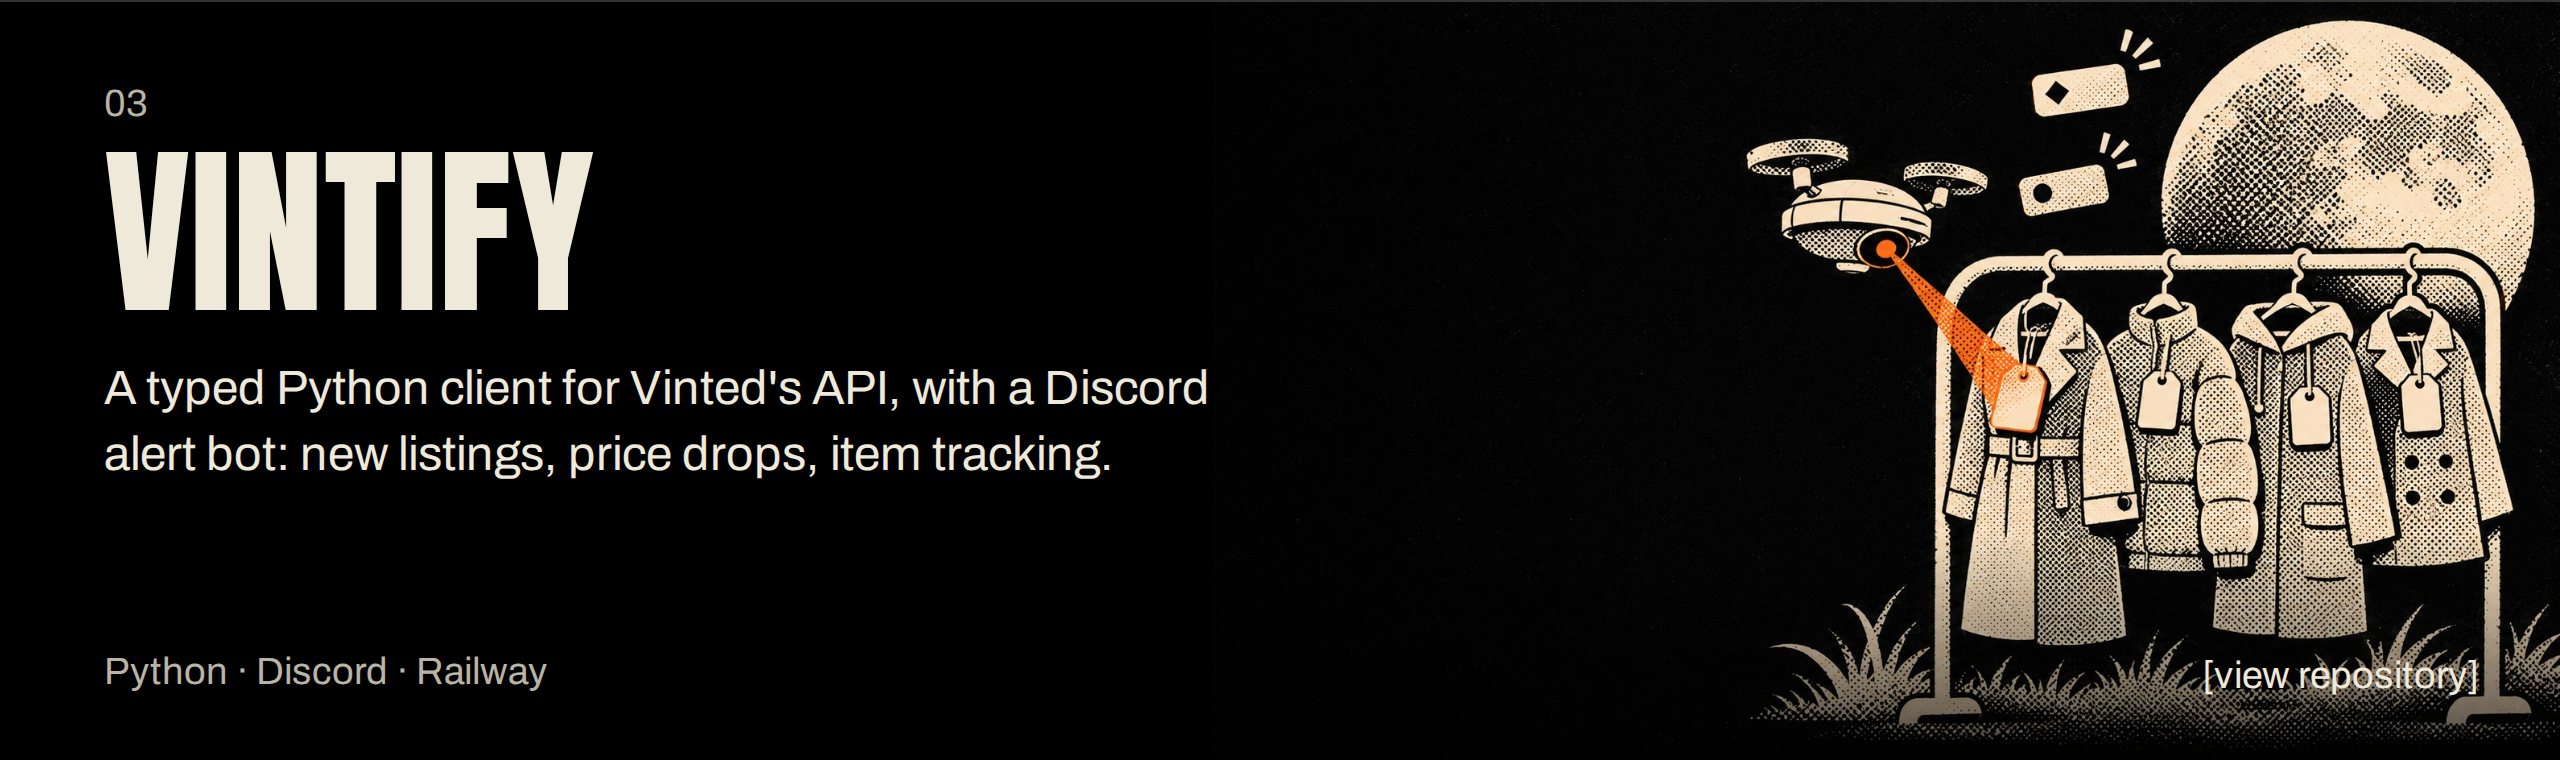 03
VINTIFY
A typed Python client for Vinted's API, with a Discord
alert bot: new listings, price drops, item tracking.
Python · Discord · Railway
[view repository]